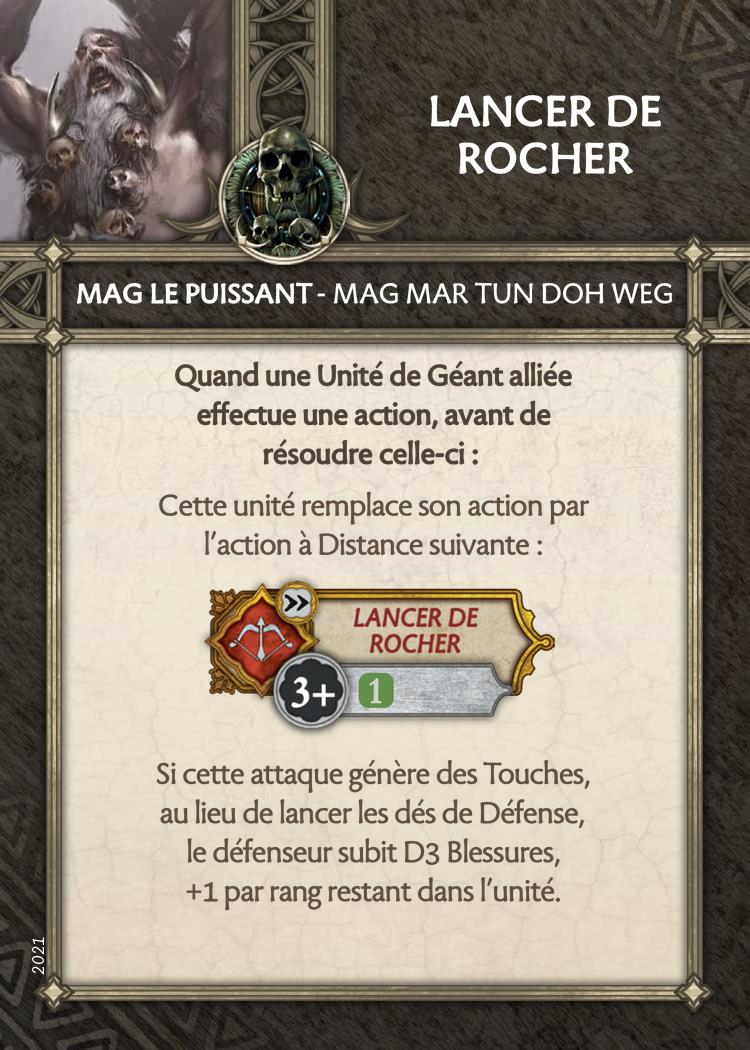 LANCER DE
ROCHER
MAG LE PUISSANT - MAG MAR TUN DOH WEG
Quand une Unité de Géant alliée
effectue une action, avant de
résoudre celle-ci :
Cette unité remplace son action par
l'action à Distance suivante :
LANCER DE
ROCHER
3+ 1
Si cette attaque génère des Touches,
au lieu de lancer les dés de Défense,
le défenseur subit D3 Blessures,
+1 par rang restant dans l'unité.
2021